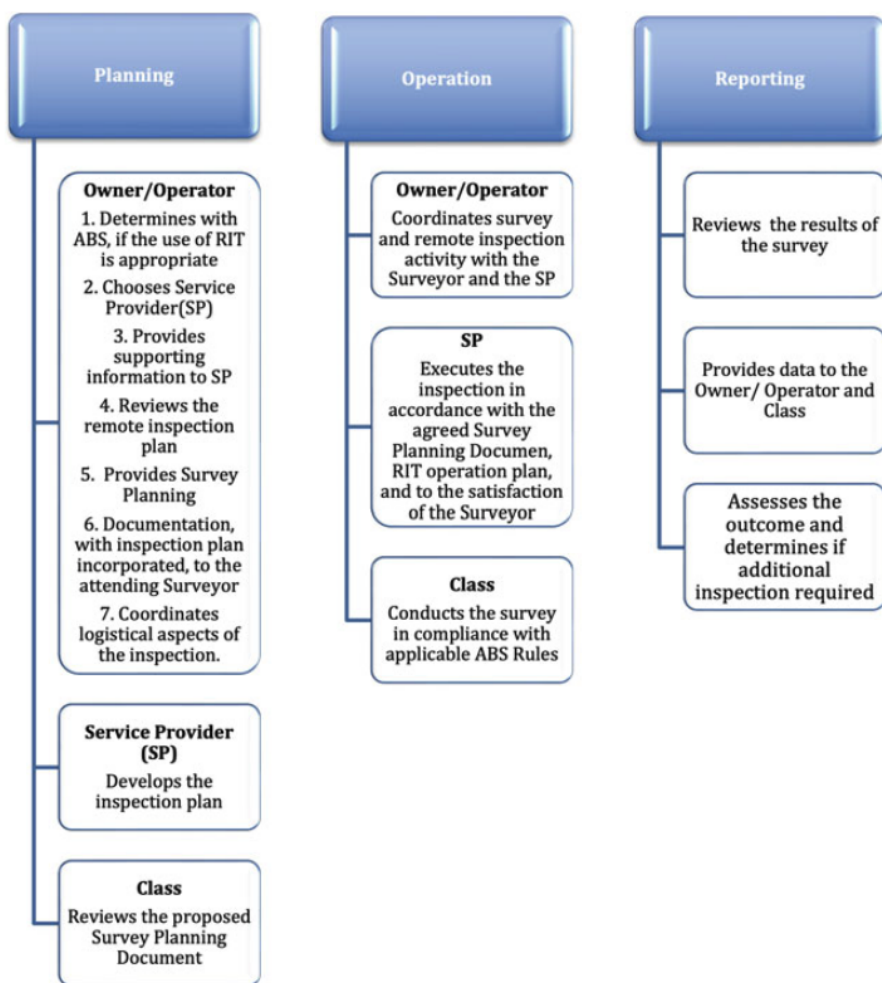 Planning
Owner/Operator
1. Determines with
ABS, if the use of RIT
is appropriate
2. Chooses Service
Provider(SP)
3. Provides
supporting
information to SP
4. Reviews the
remote inspection
plan
5. Provides Survey
Planning
6. Documentation,
with inspection plan
incorporated, to the
attending Surveyor
7. Coordinates
logistical aspects of
the inspection.
Service Provider
(SP)
Develops the
inspection plan
Class
Reviews the proposed
Survey Planning
Document
Operation
Owner/Operator
Coordinates survey
and remote inspection
activity with the
Surveyor and the SP
SP
Executes the
inspection in
accordance with the
agreed Survey
Planning Documen,
RIT operation plan,
and to the satisfaction
of the Surveyor
Class
Conducts the survey
in compliance with
applicable ABS Rules
Reporting
Reviews the results of
the survey
Provides data to the
Owner/ Operator and
Class
Assesses the
outcome and
determines if
additional
inspection required